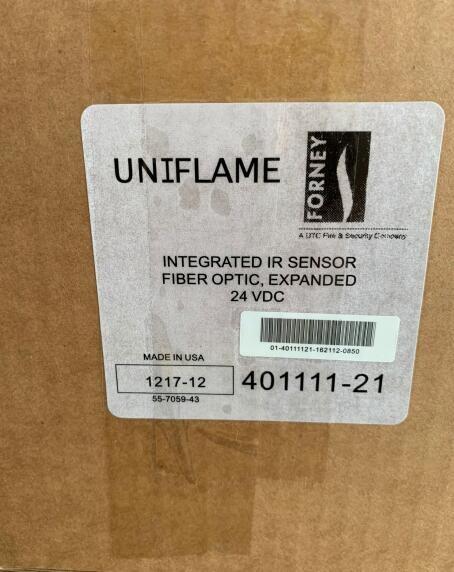 UNIFLAME
FORNEY
A UTC Fire & Security Company
INTEGRATED IR SENSOR
FIBER OPTIC, EXPANDED
24 VDC
01-40111121-162112-0850
MADE IN USA
1217-12
401111-21
55-7059-43